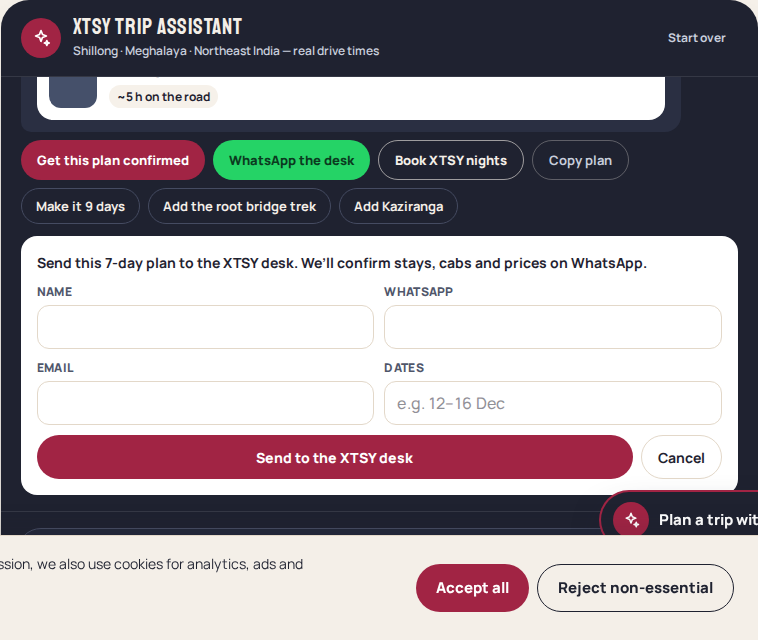 XTSY TRIP ASSISTANT
Shillong · Meghalaya · Northeast India — real drive times
Start over
~5 h on the road
Get this plan confirmed
WhatsApp the desk
Book XTSY nights
Copy plan
Make it 9 days
Add the root bridge trek
Add Kaziranga
Send this 7-day plan to the XTSY desk. We’ll confirm stays, cabs and prices on WhatsApp.
NAME
WHATSAPP
EMAIL
DATES
e.g. 12–16 Dec
Send to the XTSY desk
Cancel
Plan a trip wit
ssion, we also use cookies for analytics, ads and
Accept all
Reject non-essential